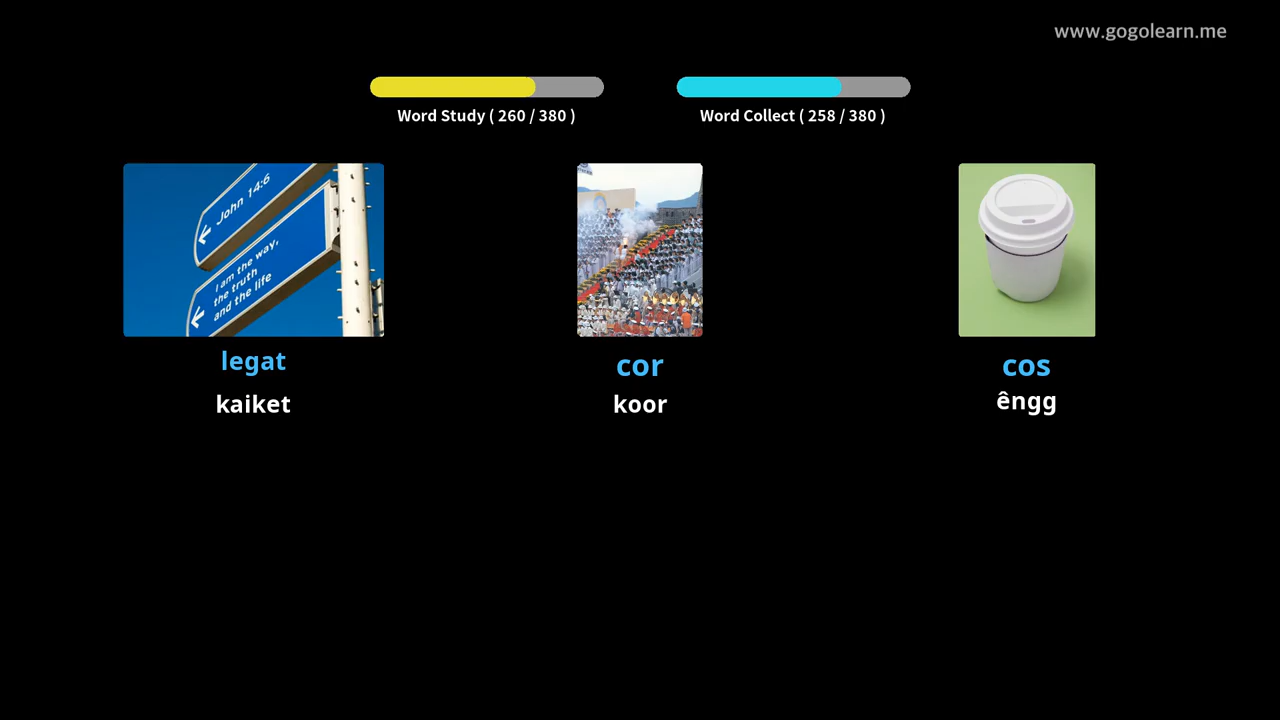 www.gogolearn.me
Word Study ( 260 / 380 )
Word Collect ( 258 / 380 )
John 14:6
I am the way,
the truth
and the life
legat
cor
cos
kaiket
koor
êngg